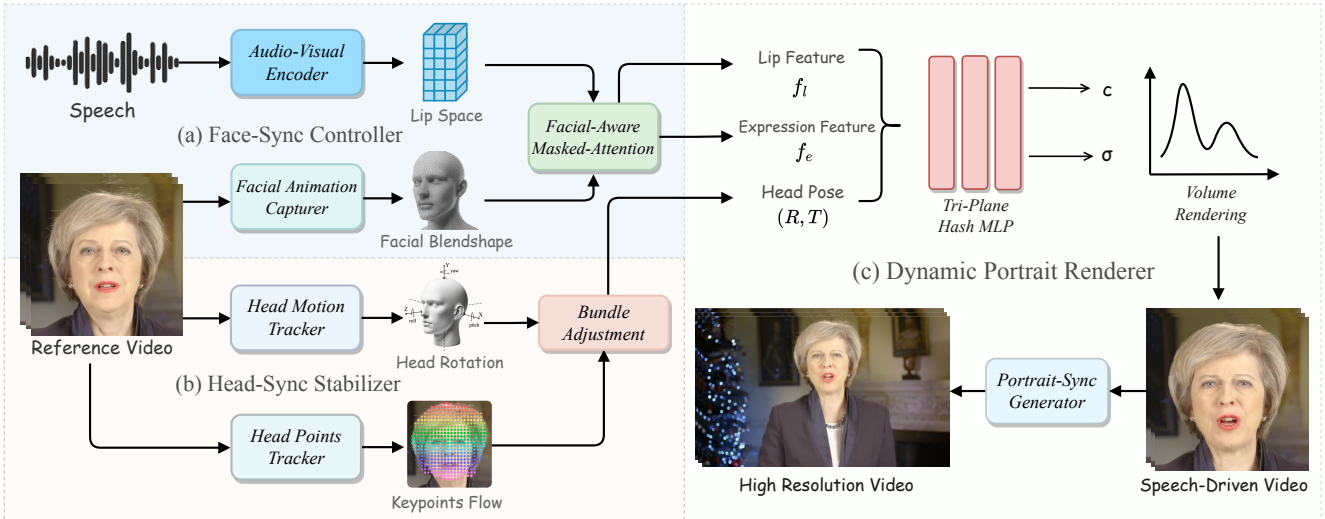 Speech
Audio-Visual
Encoder
Lip Space
(a) Face-Sync Controller
Facial Animation
Capturer
Facial Blendshape
Facial-Aware
Masked-Attention
Reference Video
Head Motion
Tracker
Y
yaw
Z
roll
X
pitch
Head Rotation
Bundle
Adjustment
(b) Head-Sync Stabilizer
Head Points
Tracker
Keypoints Flow
Lip Feature
f_l
Expression Feature
f_e
Head Pose
(R, T)
Tri-Plane
Hash MLP
c
σ
Volume
Rendering
(c) Dynamic Portrait Renderer
High Resolution Video
Portrait-Sync
Generator
Speech-Driven Video